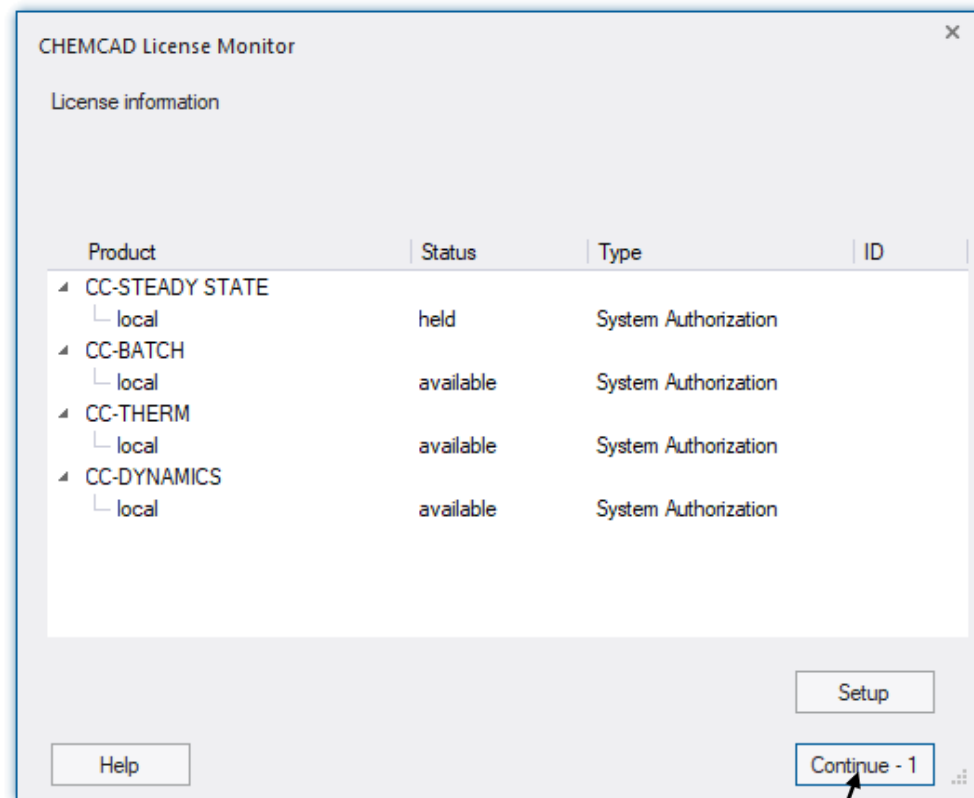 CHEMCAD License Monitor
License information
Product Status Type ID
CC-STEADY STATE
local held System Authorization
CC-BATCH
local available System Authorization
CC-THERM
local available System Authorization
CC-DYNAMICS
local available System Authorization
Setup
Help Continue - 1